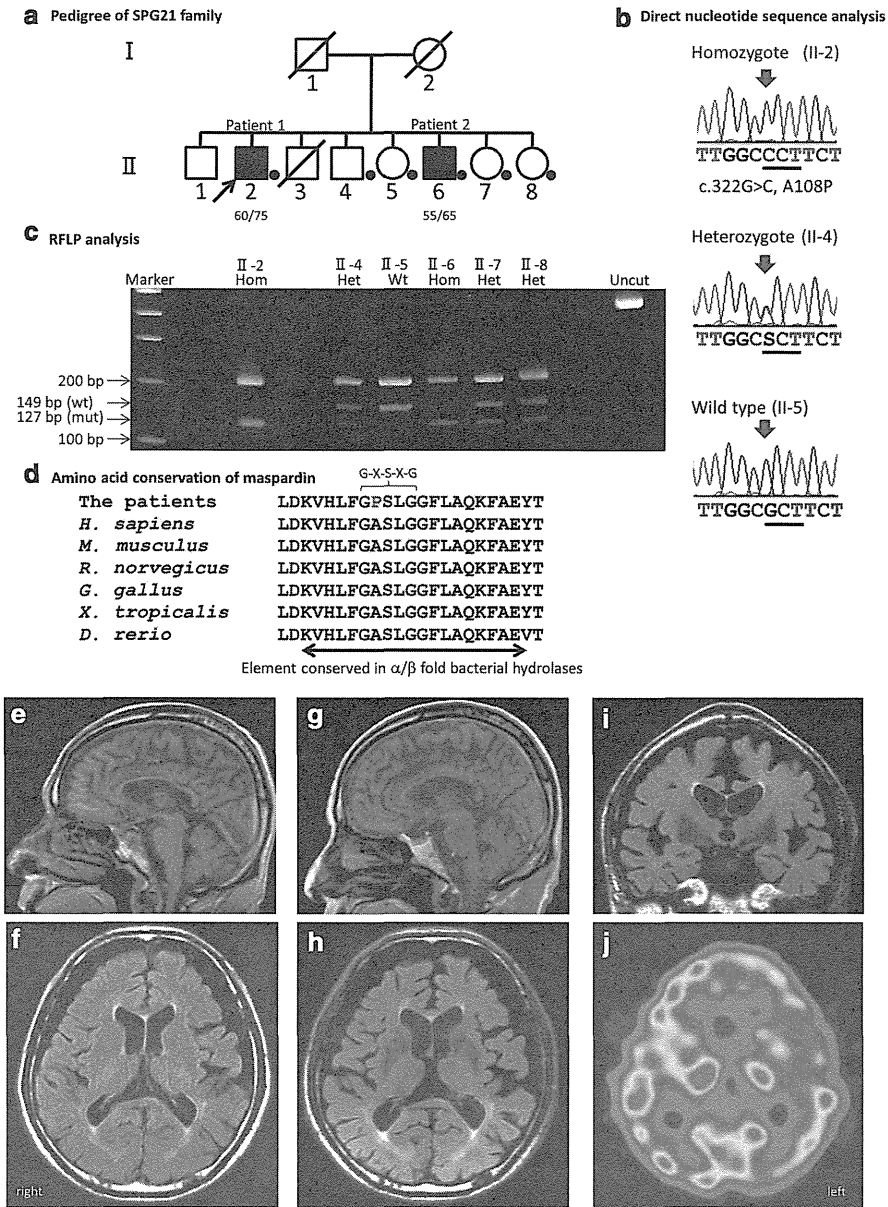 a Pedigree of SPG21 family
I
1
2
Patient 1
Patient 2
II
1
2
3
4
5
6
7
8
60/75
55/65
b Direct nucleotide sequence analysis
Homozygote (II-2)
TTGGCCCTTCT
c.322G>C, A108P
Heterozygote (II-4)
TTGGCSCTTCT
Wild type (II-5)
TTGGCGCTTCT
c RFLP analysis
Marker
II-2
Hom
II-4
Het
II-5
Wt
II-6
Hom
II-7
Het
II-8
Het
Uncut
200 bp
149 bp (wt)
127 bp (mut)
100 bp
d Amino acid conservation of maspardin
G-X-S-X-G
The patients LDKVHLFGPSLGGFLAQKFAEYT
H. sapiens LDKVHLFGASLGGFLAQKFAEYT
M. musculus LDKVHLFGASLGGFLAQKFAEYT
R. norvegicus LDKVHLFGASLGGFLAQKFAEYT
G. gallus LDKVHLFGASLGGFLAQKFAEYT
X. tropicalis LDKVHLFGASLGGFLAQKFAEYT
D. rerio LDKVHLFGASLGGFLAQKFAEVT
Element conserved in α/β fold bacterial hydrolases
e
g
i
f
right
h
j
left